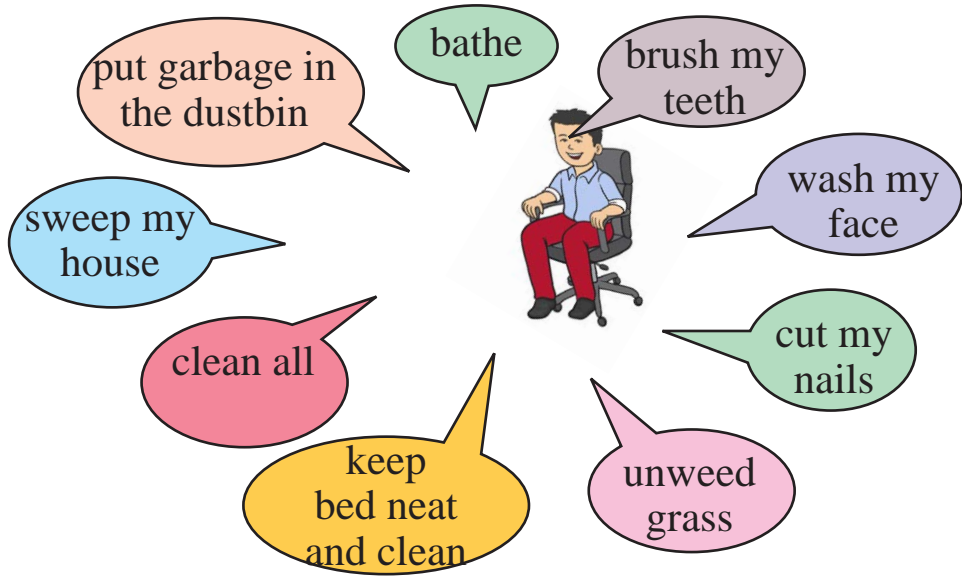 put garbage in
the dustbin
bathe
brush my
teeth
sweep my
house
wash my
face
clean all
cut my
nails
keep
bed neat
and clean
unweed
grass